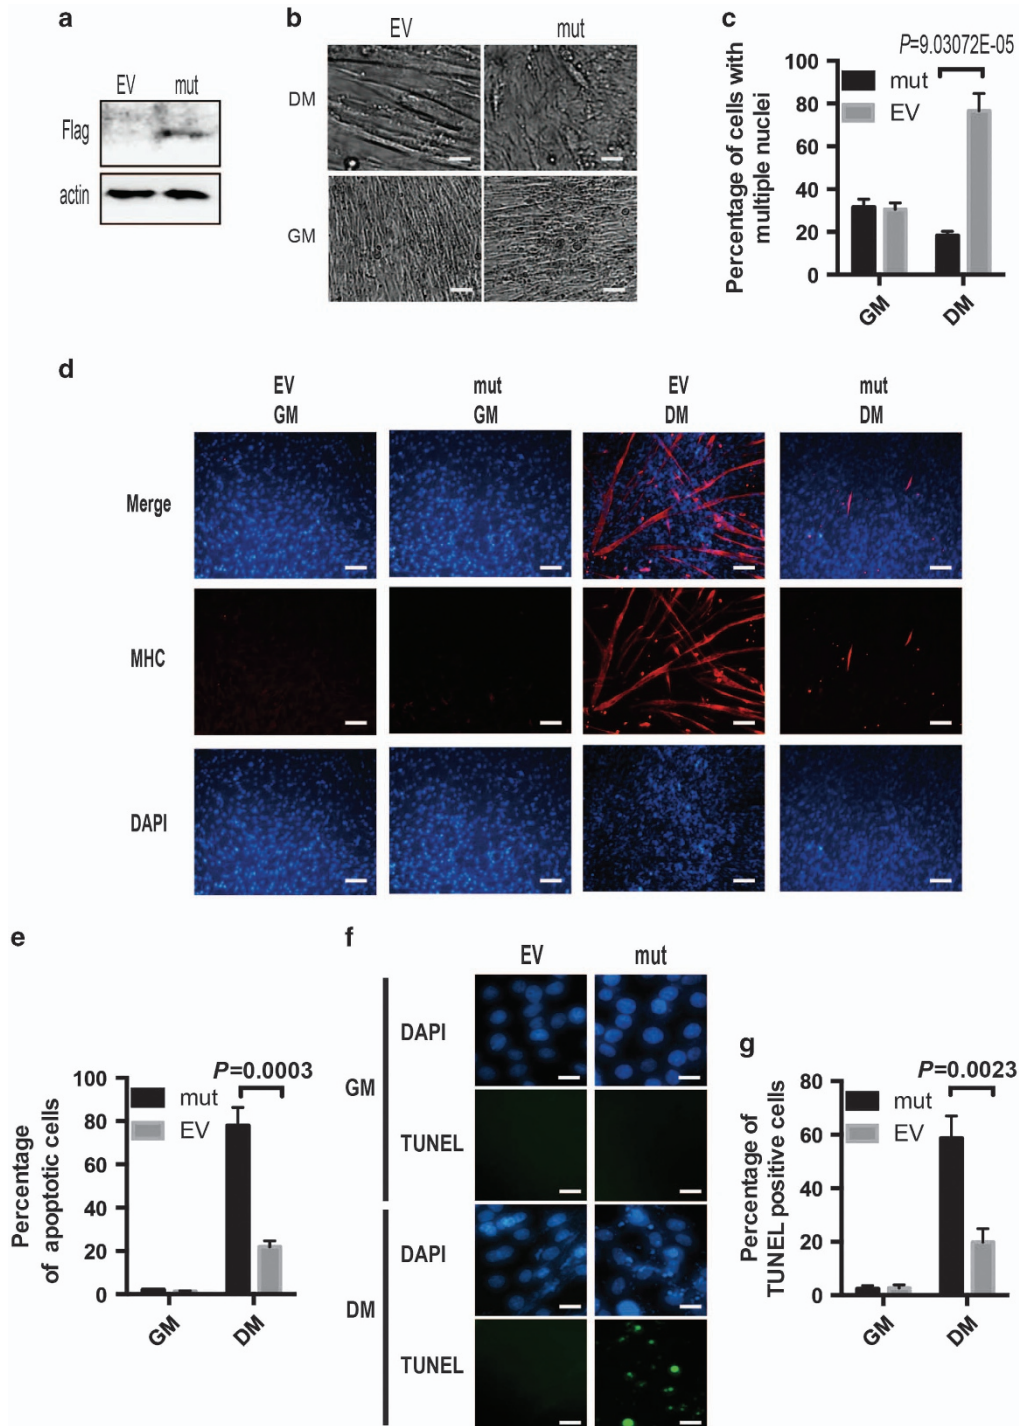 a
EV mut
Flag
actin
b
EV mut
DM
GM
c
P=9.03072E-05
Percentage of cells with
multiple nuclei
100
80
60
40
20
0
mut
EV
GM
DM
d
EV mut EV mut
GM GM DM DM
Merge
MHC
DAPI
e
P=0.0003
Percentage
of apoptotic cells
100
80
60
40
20
0
mut
EV
GM
DM
f
EV mut
GM
DAPI
TUNEL
DM
DAPI
TUNEL
g
P=0.0023
Percentage of
TUNEL positive cells
80
60
40
20
0
mut
EV
GM
DM